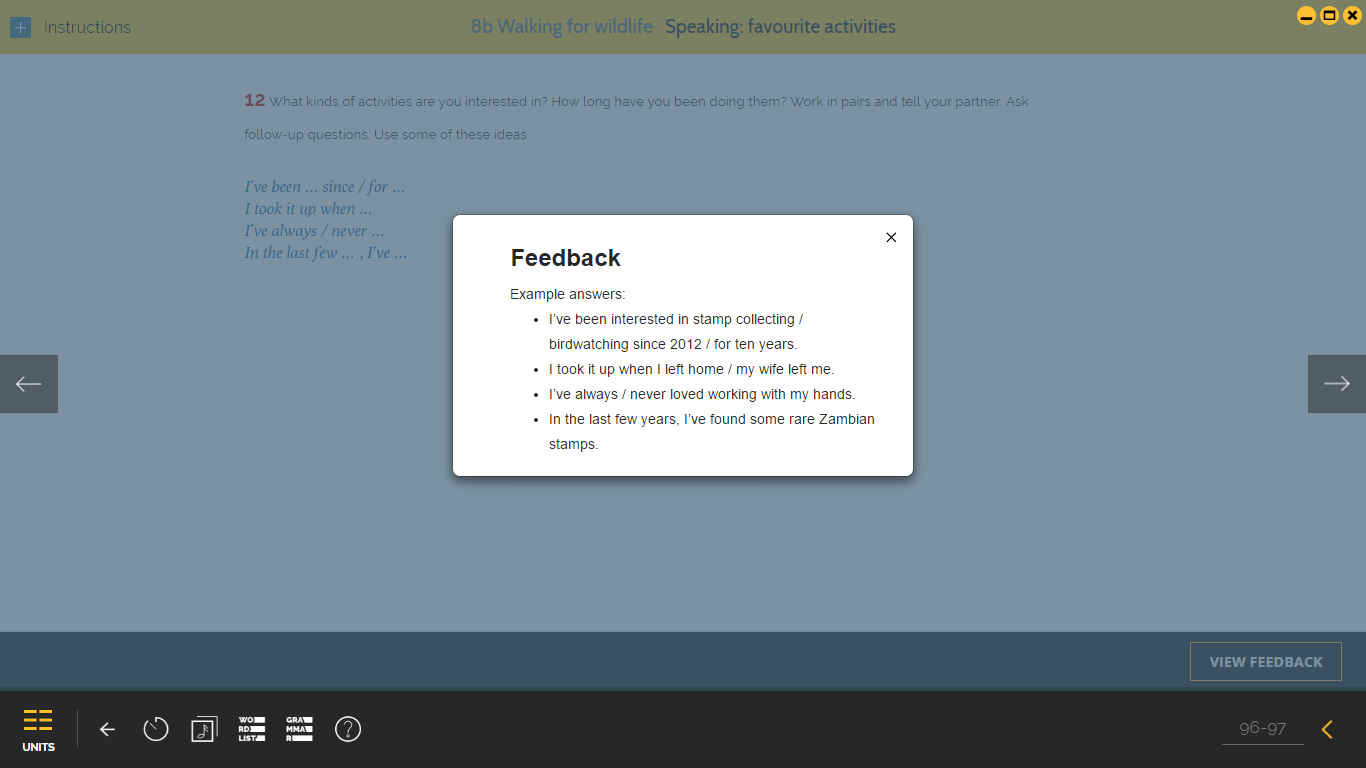 Instructions
8b Walking for wildlife Speaking: favourite activities
12 What kinds of activities are you interested in? How long have you been doing them? Work in pairs and tell your partner. Ask
follow-up questions. Use some of these ideas.
I've been ... since / for ...
I took it up when ...
I've always / never ...
In the last few ... , I've ...
Feedback
Example answers:
• I've been interested in stamp collecting /
birdwatching since 2012 / for ten years.
• I took it up when I left home / my wife left me.
• I've always / never loved working with my hands.
• In the last few years, I've found some rare Zambian
stamps.
VIEW FEEDBACK
UNITS
WO
RD
LIST
GRA
MMA
R
?
96-97